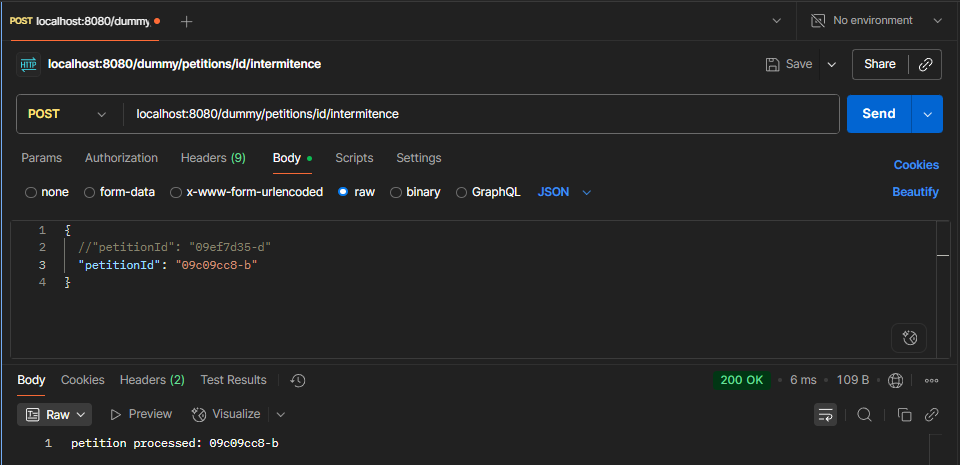 POST localhost:8080/dummy,
No environment
HTTP localhost:8080/dummy/petitions/id/intermitence
Save
Share
POST localhost:8080/dummy/petitions/id/intermitence
Send
Params Authorization Headers (9) Body Scripts Settings
Cookies
none form-data x-www-form-urlencoded raw binary GraphQL JSON
Beautify
1 {
2 //"petitionId": "09ef7d35-d"
3 "petitionId": "09c09cc8-b"
4 }
Body Cookies Headers (2) Test Results
200 OK • 6 ms • 109 B
Raw Preview Visualize
1 petition processed: 09c09cc8-b